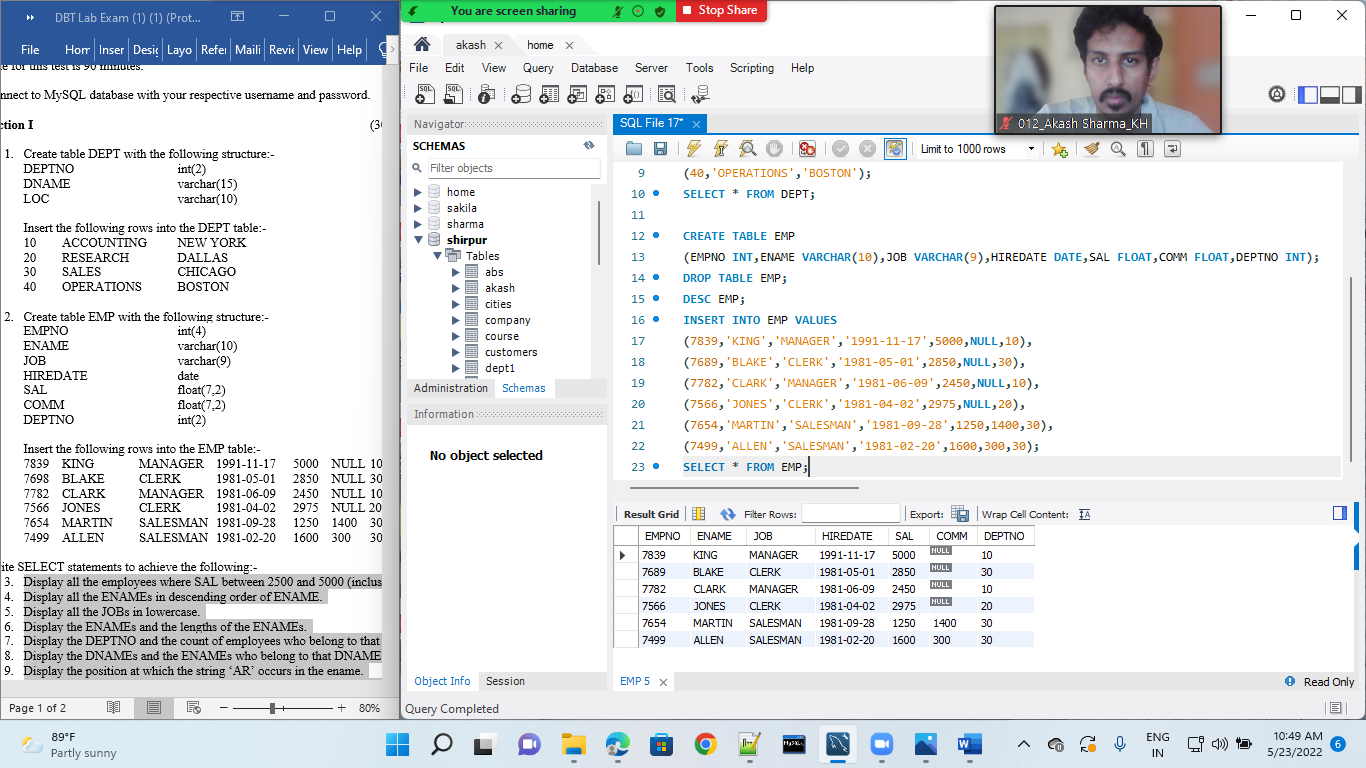 DBT Lab Exam (1) (1) (Prot...
File Hor Inser Desig Layo Refer Maili Revie View Help
e for this test is 90 minutes.
nnect to MySQL database with your respective username and password.
ction I (3
1. Create table DEPT with the following structure:-
DEPTNO int(2)
DNAME varchar(15)
LOC varchar(10)
Insert the following rows into the DEPT table:-
10 ACCOUNTING NEW YORK
20 RESEARCH DALLAS
30 SALES CHICAGO
40 OPERATIONS BOSTON
2. Create table EMP with the following structure:-
EMPNO int(4)
ENAME varchar(10)
JOB varchar(9)
HIREDATE date
SAL float(7,2)
COMM float(7,2)
DEPTNO int(2)
Insert the following rows into the EMP table:-
7839 KING MANAGER 1991-11-17 5000 NULL 10
7698 BLAKE CLERK 1981-05-01 2850 NULL 30
7782 CLARK MANAGER 1981-06-09 2450 NULL 10
7566 JONES CLERK 1981-04-02 2975 NULL 20
7654 MARTIN SALESMAN 1981-09-28 1250 1400 30
7499 ALLEN SALESMAN 1981-02-20 1600 300 30
rite SELECT statements to achieve the following:-
3. Display all the employees where SAL between 2500 and 5000 (inclus
4. Display all the ENAMEs in descending order of ENAME.
5. Display all the JOBs in lowercase.
6. Display the ENAMEs and the lengths of the ENAMEs.
7. Display the DEPTNO and the count of employees who belong to that
8. Display the DNAMEs and the ENAMEs who belong to that DNAME
9. Display the position at which the string ‘AR’ occurs in the ename.
Page 1 of 2 80%
You are screen sharing Stop Share
akash home
File Edit View Query Database Server Tools Scripting Help
012_Akash Sharma_KH
Navigator
SCHEMAS
Filter objects
home
sakila
sharma
shirpur
Tables
abs
akash
cities
company
course
customers
dept1
Administration Schemas
Information
No object selected
Object Info Session
Query Completed
SQL File 17*
Limit to 1000 rows
9 (40,'OPERATIONS','BOSTON');
10 SELECT * FROM DEPT;
11
12 CREATE TABLE EMP
13 (EMPNO INT,ENAME VARCHAR(10),JOB VARCHAR(9),HIREDATE DATE,SAL FLOAT,COMM FLOAT,DEPTNO INT);
14 DROP TABLE EMP;
15 DESC EMP;
16 INSERT INTO EMP VALUES
17 (7839,'KING','MANAGER','1991-11-17',5000,NULL,10),
18 (7689,'BLAKE','CLERK','1981-05-01',2850,NULL,30),
19 (7782,'CLARK','MANAGER','1981-06-09',2450,NULL,10),
20 (7566,'JONES','CLERK','1981-04-02',2975,NULL,20),
21 (7654,'MARTIN','SALESMAN','1981-09-28',1250,1400,30),
22 (7499,'ALLEN','SALESMAN','1981-02-20',1600,300,30);
23 SELECT * FROM EMP;
Result Grid Filter Rows: Export: Wrap Cell Content:
EMPNO ENAME JOB HIREDATE SAL COMM DEPTNO
7839 KING MANAGER 1991-11-17 5000 NULL 10
7689 BLAKE CLERK 1981-05-01 2850 NULL 30
7782 CLARK MANAGER 1981-06-09 2450 NULL 10
7566 JONES CLERK 1981-04-02 2975 NULL 20
7654 MARTIN SALESMAN 1981-09-28 1250 1400 30
7499 ALLEN SALESMAN 1981-02-20 1600 300 30
EMP 5 Read Only
89°F
Partly sunny
ENG
IN
10:49 AM
5/23/2022
6